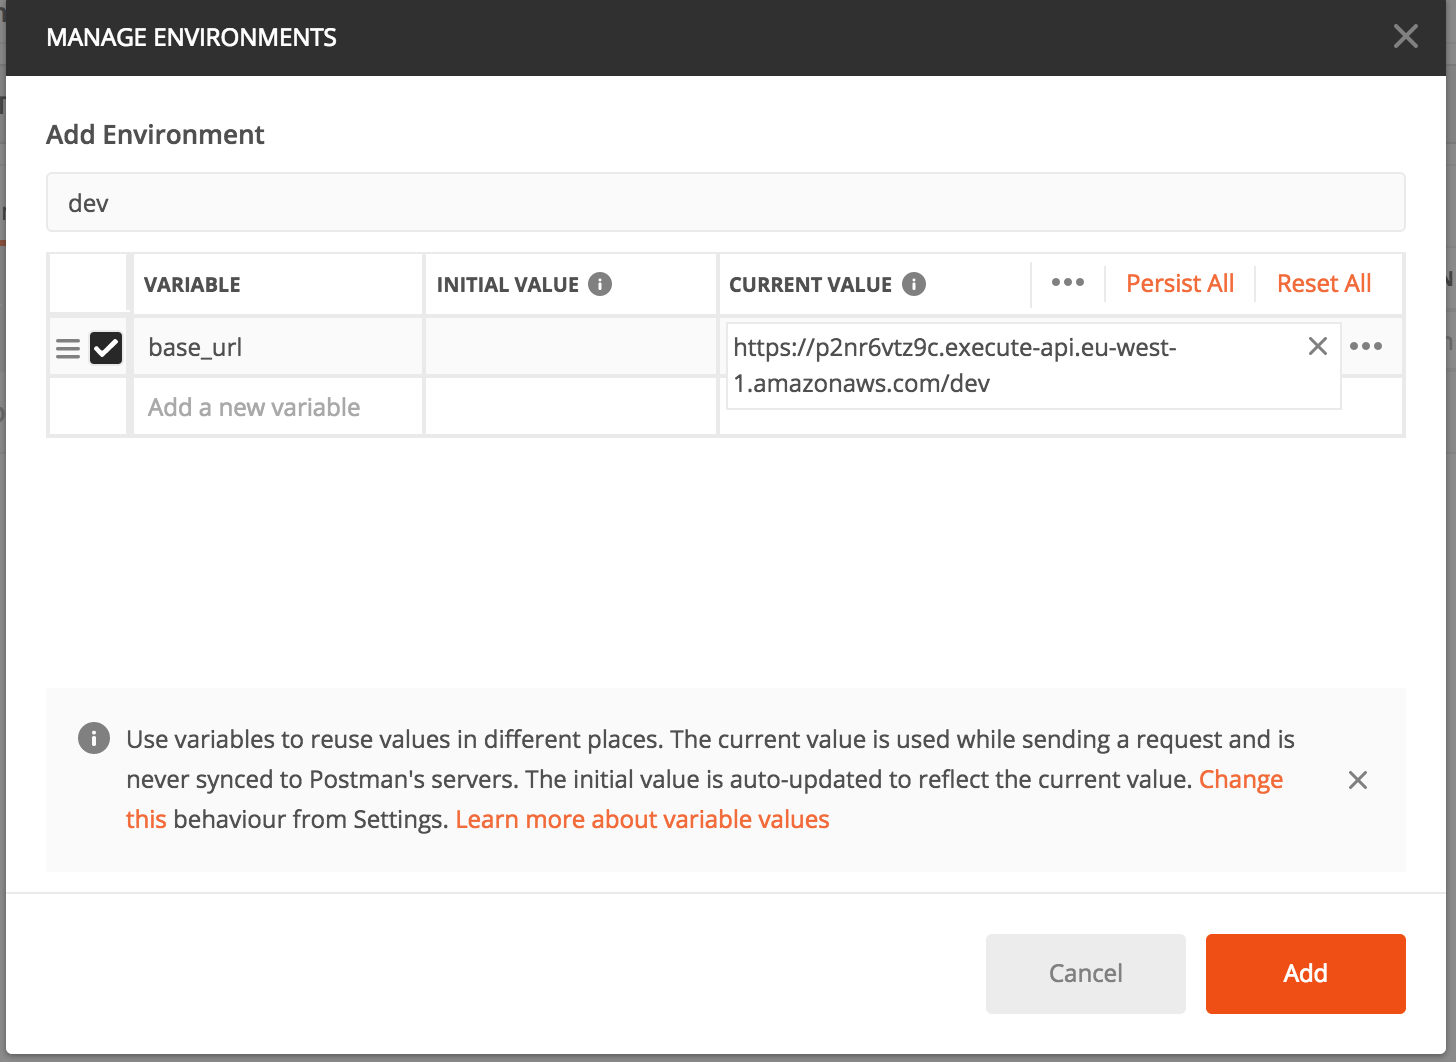 MANAGE ENVIRONMENTS
Add Environment
dev
VARIABLE
INITIAL VALUE
CURRENT VALUE
Persist All
Reset All
base_url
https://p2nr6vtz9c.execute-api.eu-west-
1.amazonaws.com/dev
Add a new variable
Use variables to reuse values in different places. The current value is used while sending a request and is
never synced to Postman's servers. The initial value is auto-updated to reflect the current value. Change
this behaviour from Settings. Learn more about variable values
Cancel
Add